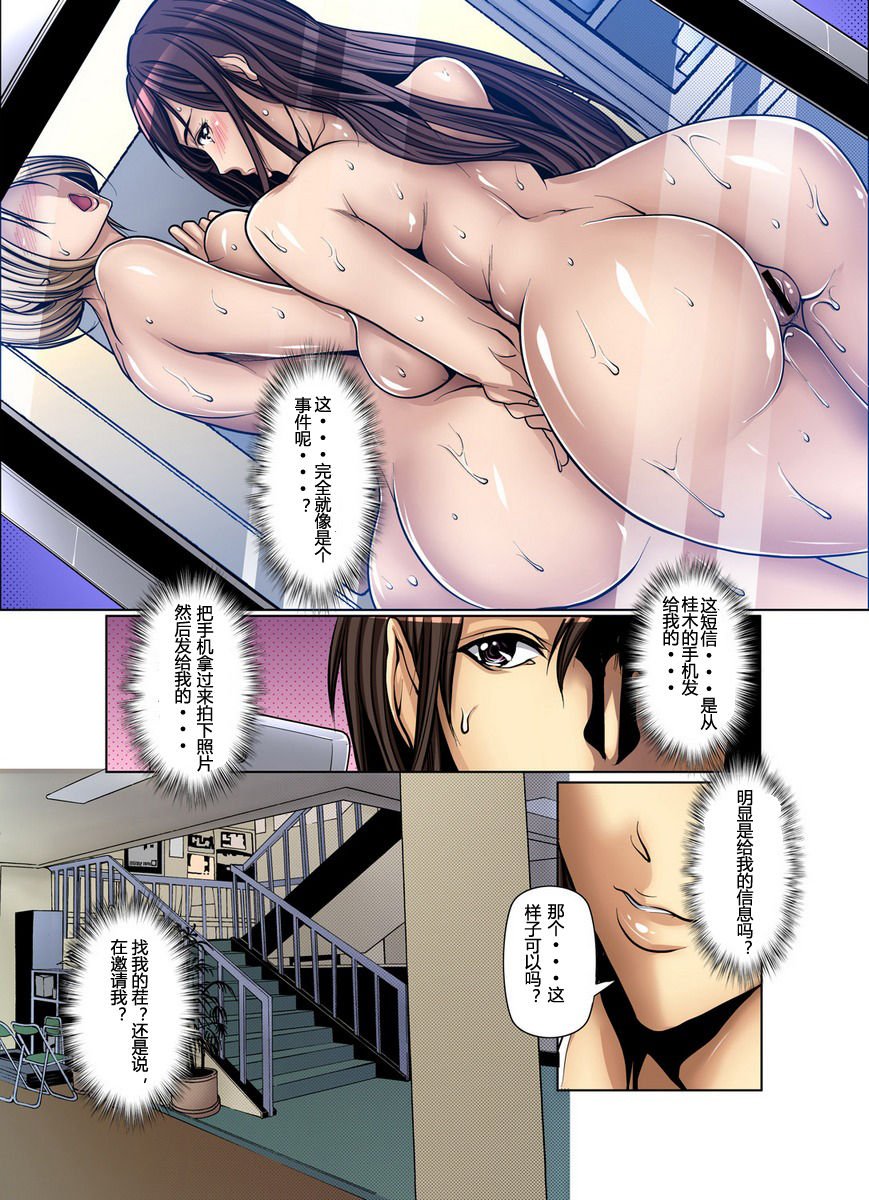 这・・・完全就像是个
事件呢・・・?
这短信・・・是从
桂木的手机发
给我的・・・
把手机拿过来拍下照片
然后发给我的・・・
明显是给我的信息吗?
那个・・・这
样子可以吗?
找我的茬?还是说,
在邀请我?